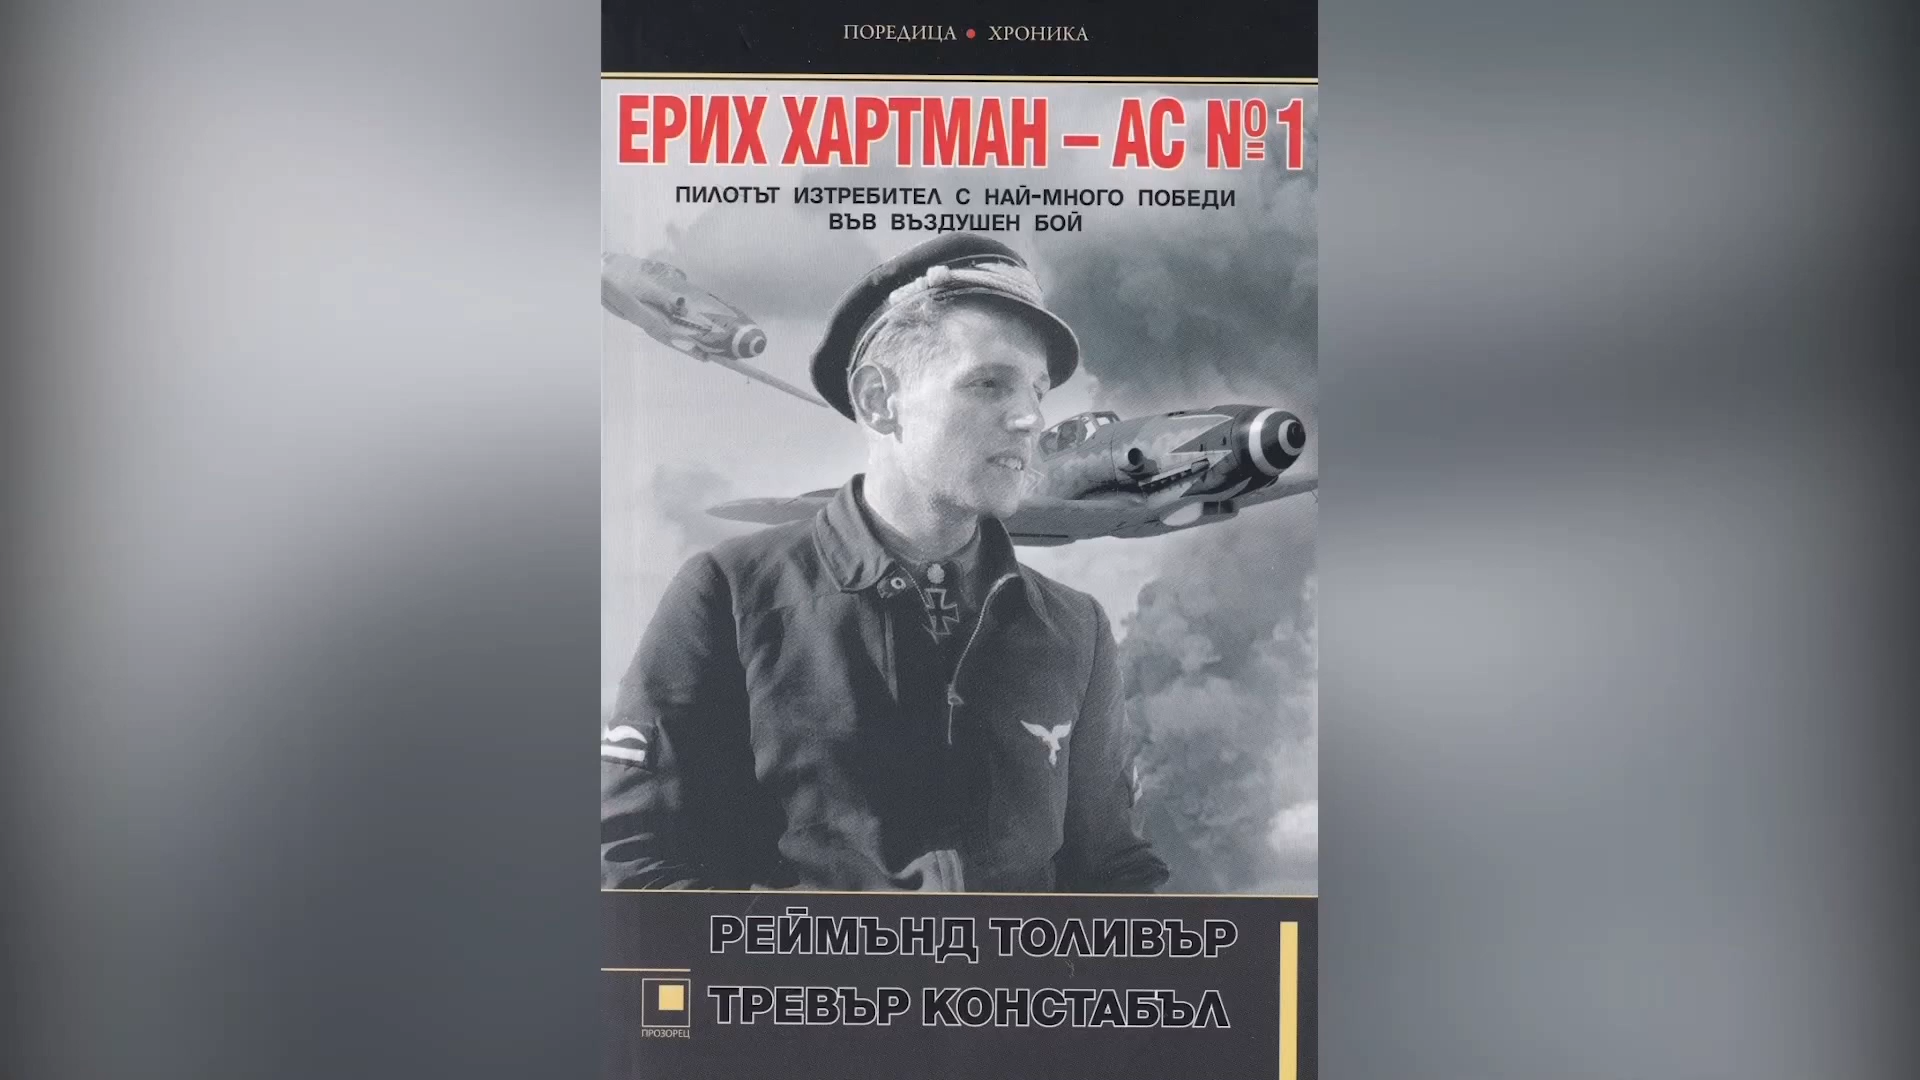 ПОРЕДИЦА • ХРОНИКА
ЕРИХ ХАРТМАН – АС №1
ПИЛОТЪТ ИЗТРЕБИТЕЛ С НАЙ-МНОГО ПОБЕДИ
ВЪВ ВЪЗДУШЕН БОЙ
РЕЙМЪНД ТОЛИВЪР
ТРЕВЪР КОНСТАБЪЛ
ПРОЗОРЕЦ